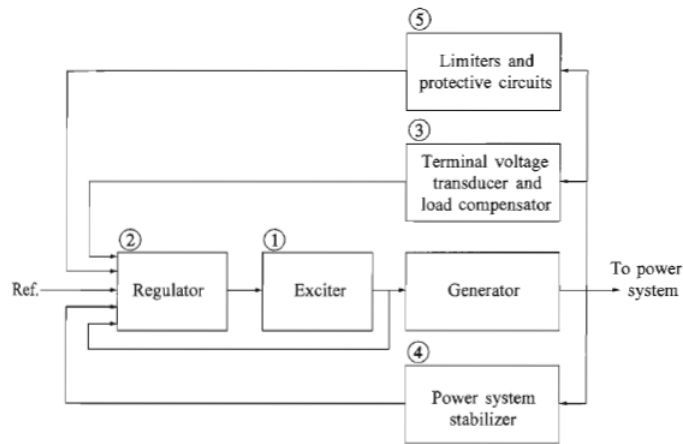 ⑤
Limiters and
protective circuits
③
Terminal voltage
transducer and
load compensator
②
Regulator
①
Exciter
Generator
Ref.
To power
system
④
Power system
stabilizer